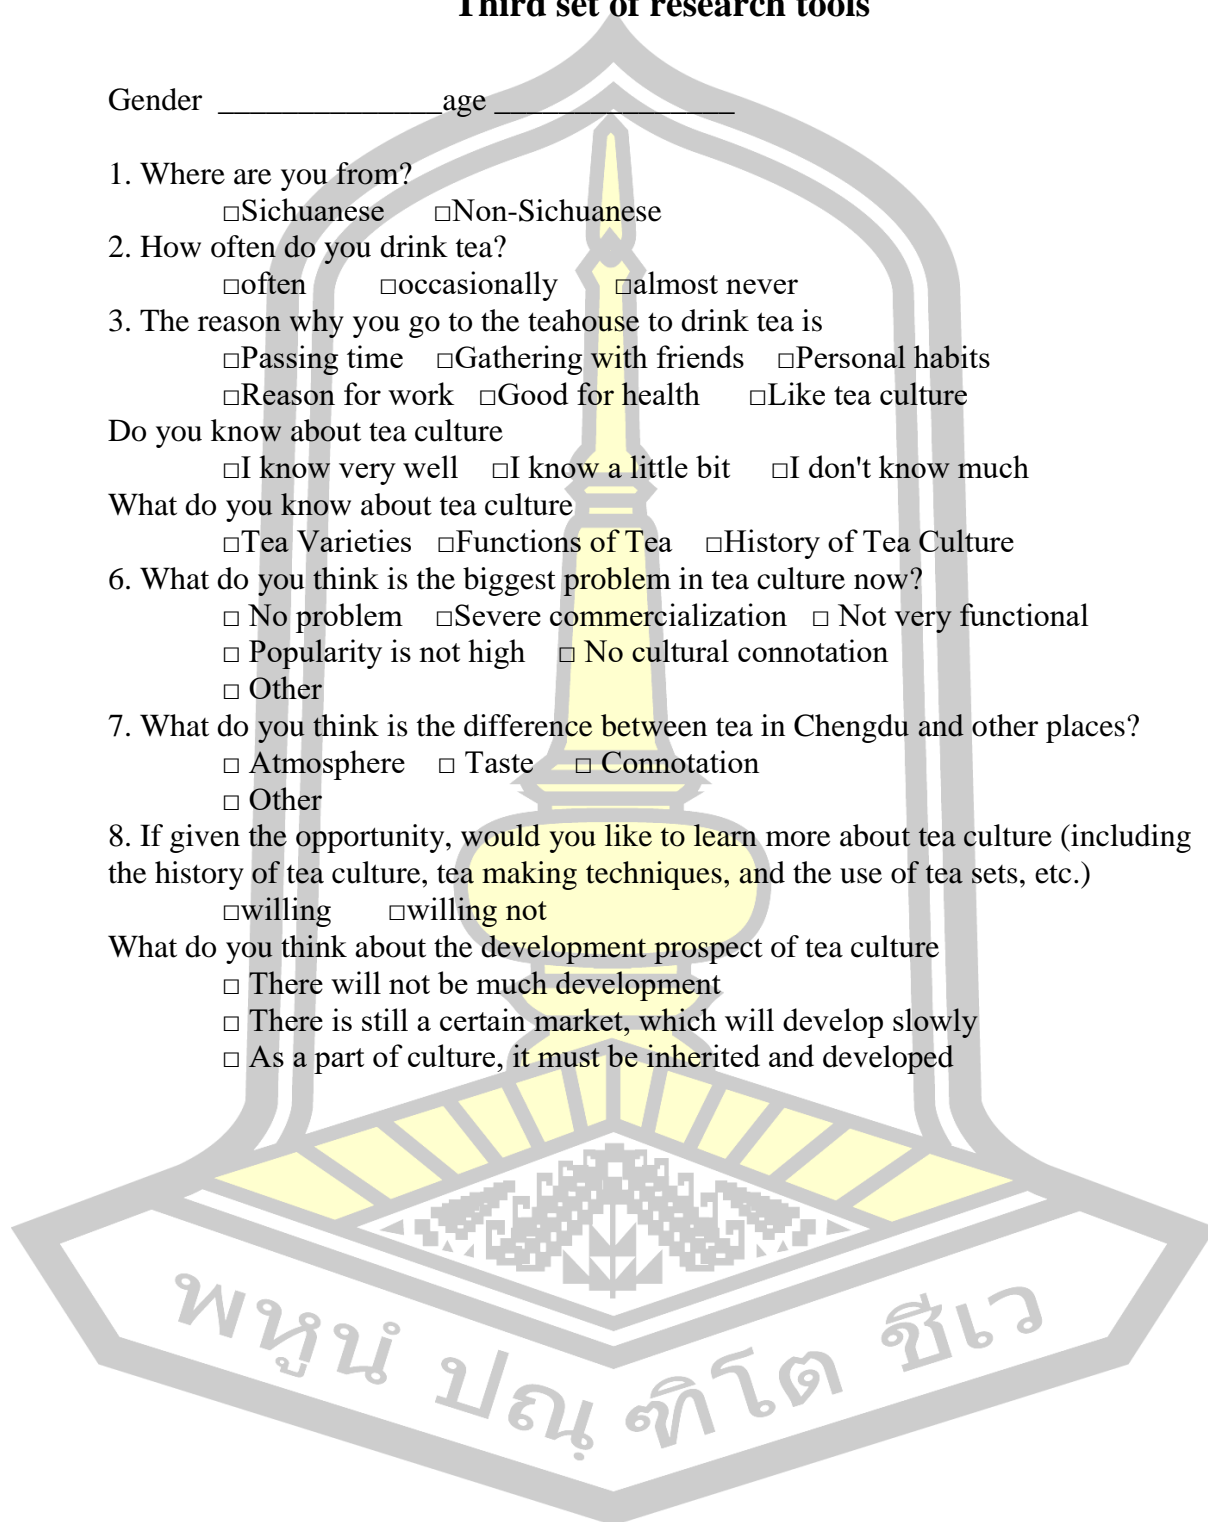 Third set of research tools
Gender ______________age _______________
1. Where are you from?
□Sichuanese □Non-Sichuanese
2. How often do you drink tea?
□often □occasionally □almost never
3. The reason why you go to the teahouse to drink tea is
□Passing time □Gathering with friends □Personal habits
□Reason for work □Good for health □Like tea culture
Do you know about tea culture
□I know very well □I know a little bit □I don't know much
What do you know about tea culture
□Tea Varieties □Functions of Tea □History of Tea Culture
6. What do you think is the biggest problem in tea culture now?
□ No problem □Severe commercialization □ Not very functional
□ Popularity is not high □ No cultural connotation
□ Other
7. What do you think is the difference between tea in Chengdu and other places?
□ Atmosphere □ Taste □ Connotation
□ Other
8. If given the opportunity, would you like to learn more about tea culture (including
the history of tea culture, tea making techniques, and the use of tea sets, etc.)
□willing □willing not
What do you think about the development prospect of tea culture
□ There will not be much development
□ There is still a certain market, which will develop slowly
□ As a part of culture, it must be inherited and developed
พหูนํ ปณฺฑิโต ชีเว